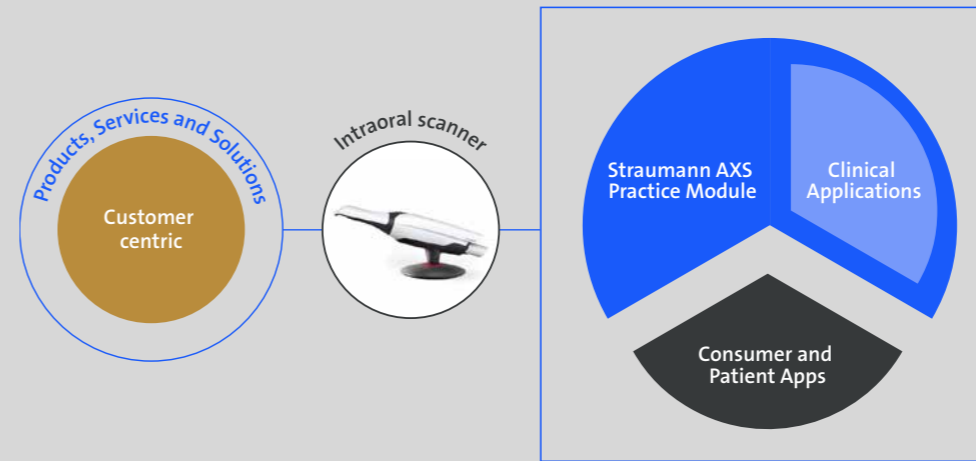 Products, Services and Solutions
Customer
centric
Intraoral scanner
Straumann AXS
Practice Module
Clinical
Applications
Consumer and
Patient Apps